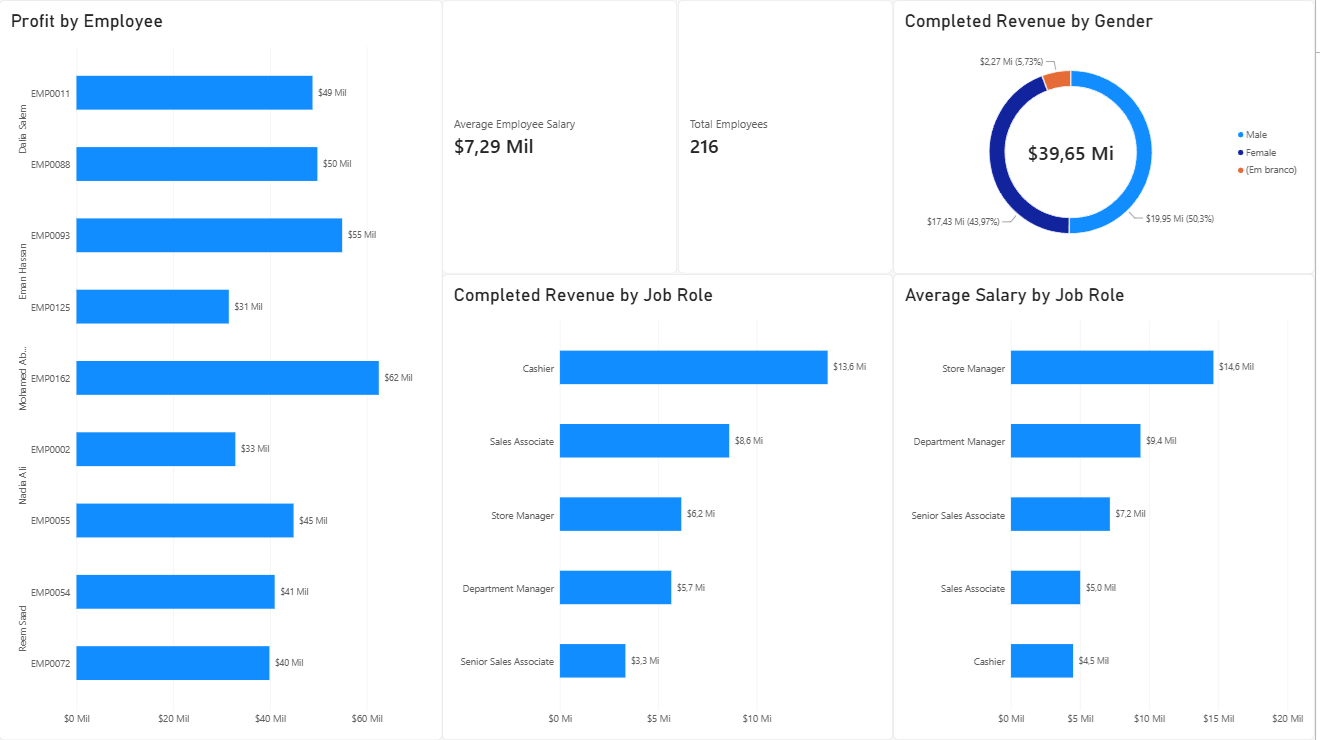 Profit by Employee
Dalia Salem
EMP0011
$49 Mil
EMP0088
$50 Mil
Eman Hassan
EMP0093
$55 Mil
EMP0125
$31 Mil
Mohamed Ab...
EMP0162
$62 Mil
Nadia Ali
EMP0002
$33 Mil
EMP0055
$45 Mil
Reem Saad
EMP0054
$41 Mil
EMP0072
$40 Mil
$0 Mil $20 Mil $40 Mil $60 Mil
Average Employee Salary
$7,29 Mil
Total Employees
216
Completed Revenue by Gender
$2,27 Mi (5,73%)
$39,65 Mi
$17,43 Mi (43,97%)
$19,95 Mi (50,3%)
Male
Female
(Em branco)
Completed Revenue by Job Role
Cashier $13,6 Mi
Sales Associate $8,6 Mi
Store Manager $6,2 Mi
Department Manager $5,7 Mi
Senior Sales Associate $3,3 Mi
$0 Mi $5 Mi $10 Mi
Average Salary by Job Role
Store Manager $14,6 Mil
Department Manager $9,4 Mil
Senior Sales Associate $7,2 Mil
Sales Associate $5,0 Mil
Cashier $4,5 Mil
$0 Mil $5 Mil $10 Mil $15 Mil $20 Mil